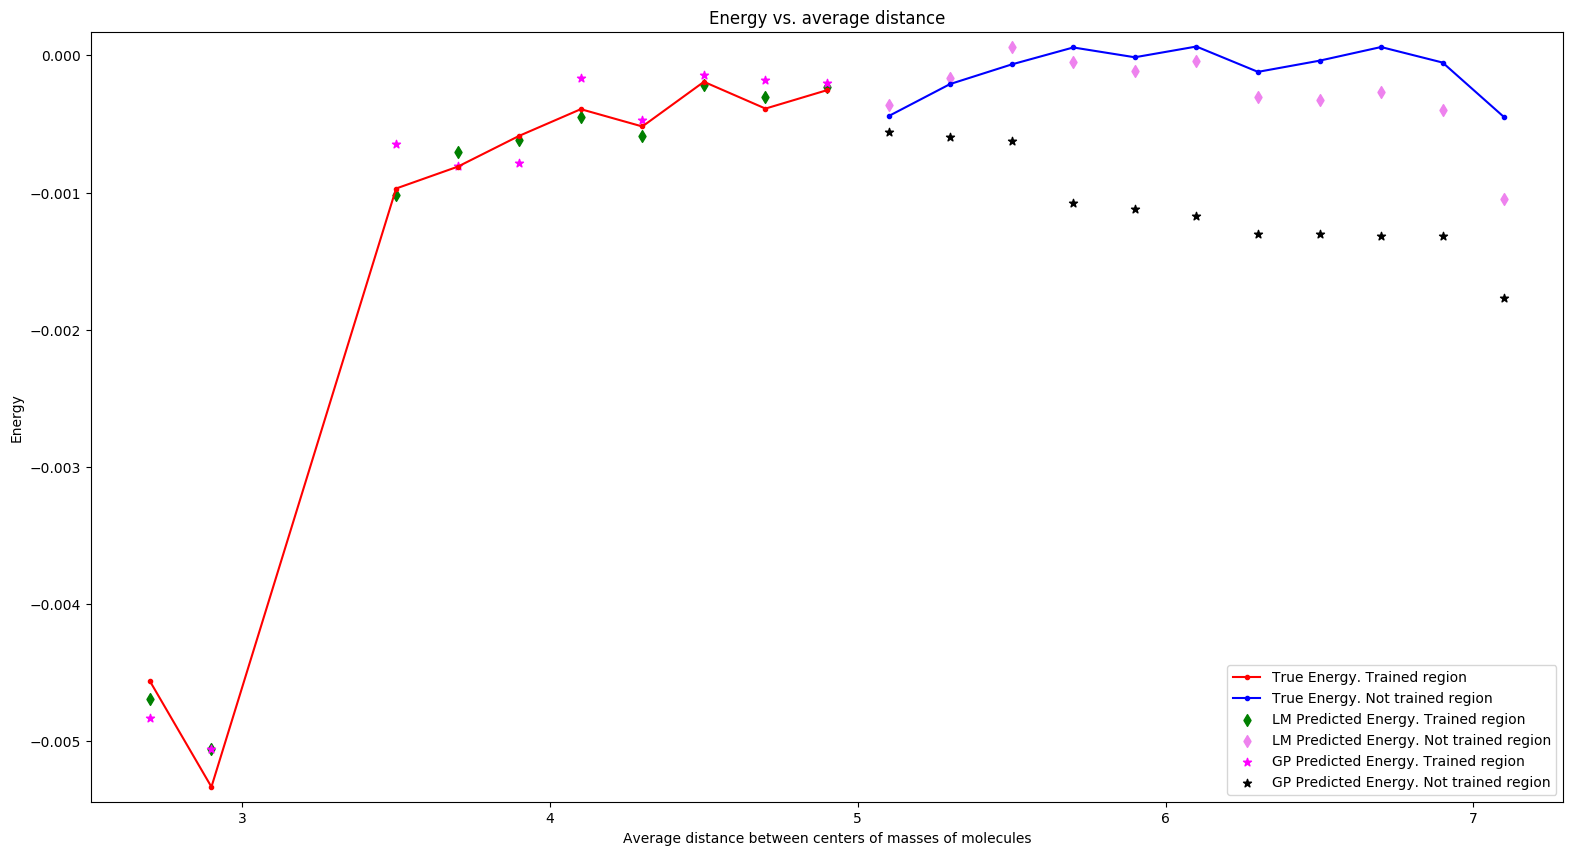 Energy vs. average distance
0.000
−0.001
−0.002
−0.003
−0.004
−0.005
Energy
3
4
5
6
7
Average distance between centers of masses of molecules
True Energy. Trained region
True Energy. Not trained region
LM Predicted Energy. Trained region
LM Predicted Energy. Not trained region
GP Predicted Energy. Trained region
GP Predicted Energy. Not trained region